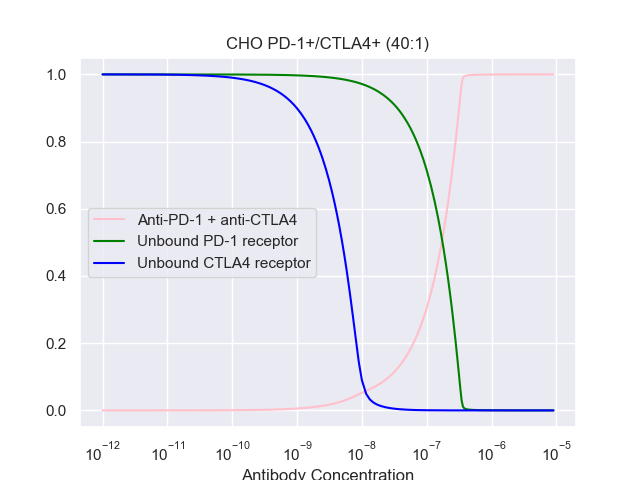 CHO PD-1+/CTLA4+ (40:1)
1.0
0.8
0.6
0.4
0.2
0.0
Anti-PD-1 + anti-CTLA4
Unbound PD-1 receptor
Unbound CTLA4 receptor
10⁻¹² 10⁻¹¹ 10⁻¹⁰ 10⁻⁹ 10⁻⁸ 10⁻⁷ 10⁻⁶ 10⁻⁵
Antibody Concentration